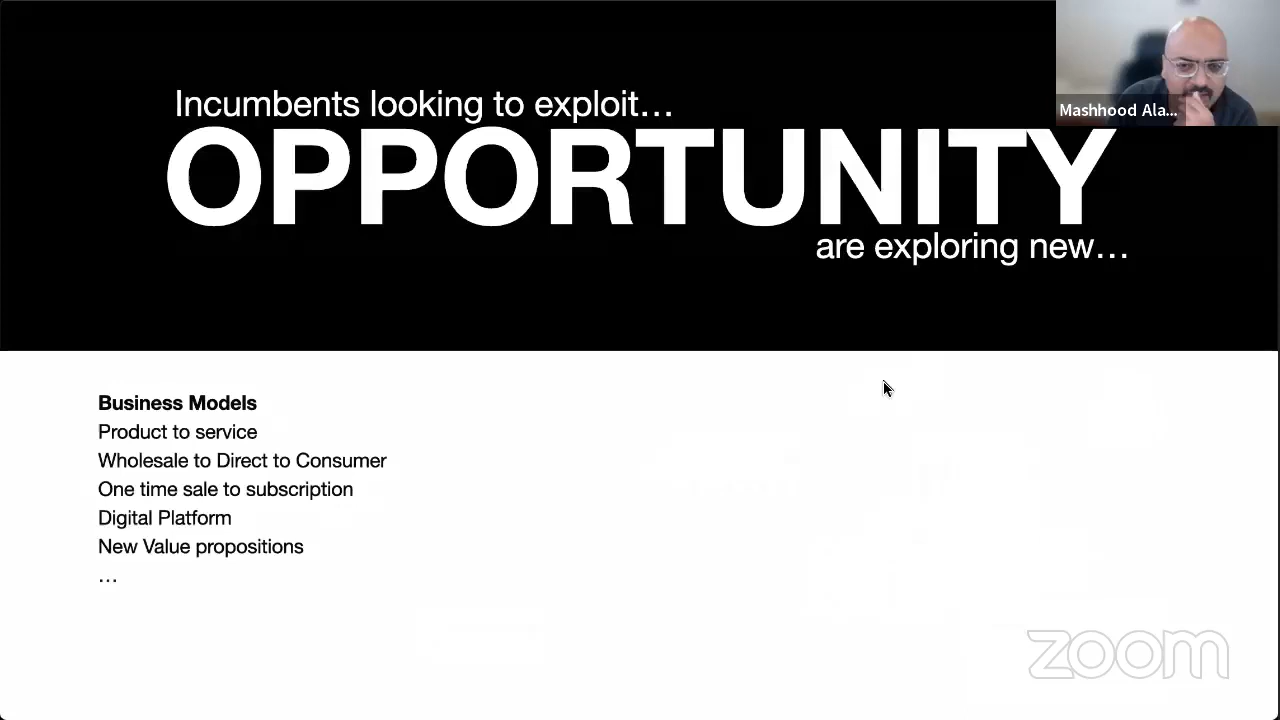 Incumbents looking to exploit…
OPPORTUNITY
are exploring new…
Mashhood Ala...
Business Models
Product to service
Wholesale to Direct to Consumer
One time sale to subscription
Digital Platform
New Value propositions
…
zoom